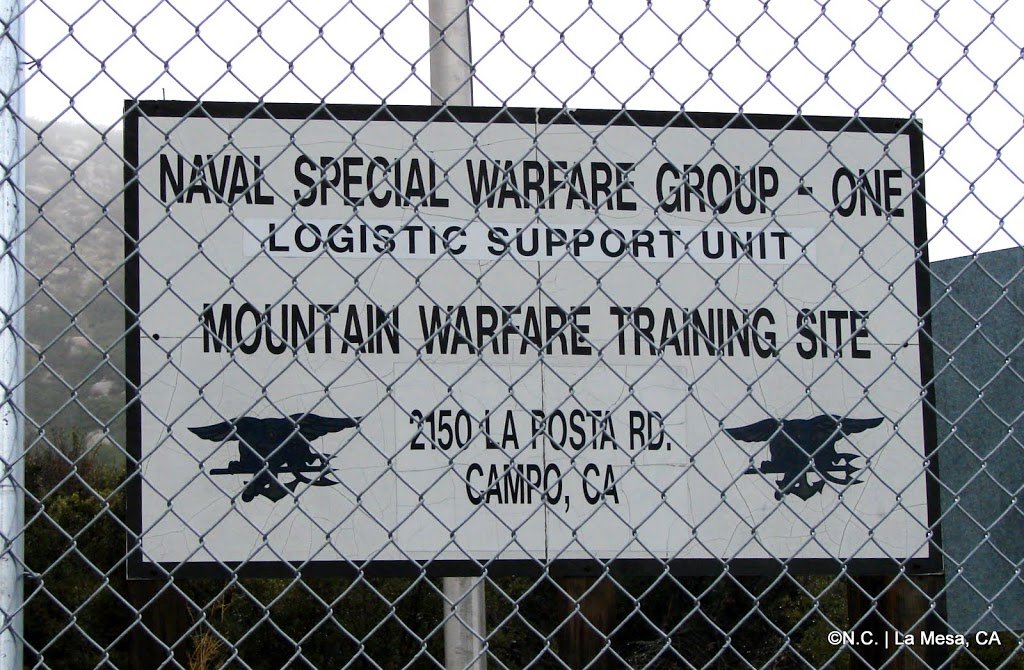 NAVAL SPECIAL WARFARE GROUP - ONE
LOGISTIC SUPPORT UNIT
MOUNTAIN WARFARE TRAINING SITE
2150 LA POSTA RD.
CAMPO, CA
©N.C. | La Mesa, CA